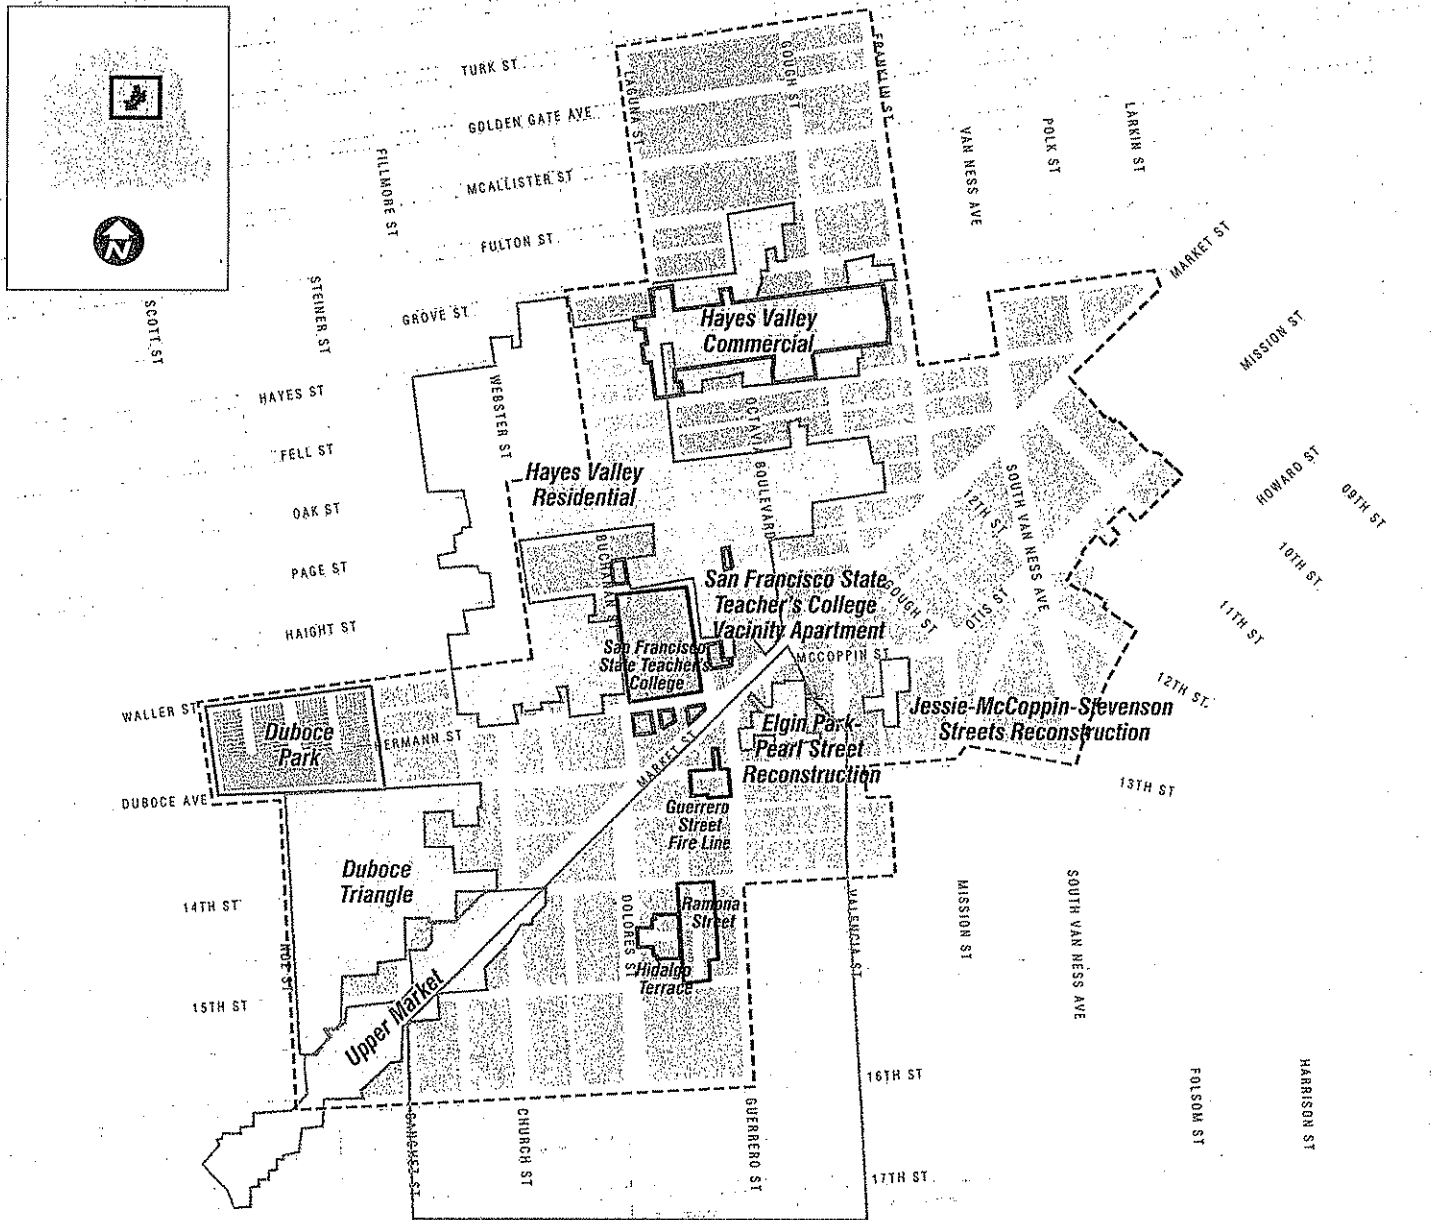 N
TURK ST
GOLDEN GATE AVE
MCALLISTER ST
FULTON ST
GROVE ST
HAYES ST
FELL ST
OAK ST
PAGE ST
HAIGHT ST
WALLER ST
HERMANN ST
DUBOCE AVE
14TH ST
15TH ST
16TH ST
17TH ST
SCOTT ST
STEINER ST
FILLMORE ST
WEBSTER ST
BUCHANAN S
LAGUNA ST
OCTAVIA BOULEVARD
GOUGH ST
FRANKLIN ST
VAN NESS AVE
POLK ST
LARKIN ST
MARKET ST
MISSION ST
HOWARD ST
09TH ST
10TH ST
11TH ST
12TH ST
13TH ST
12TH ST
SOUTH VAN NESS AVE
GOUGH ST
OTIS ST
MCCOPPIN ST
MARKET ST
Hayes Valley
Commercial
Hayes Valley
Residential
San Francisco State
Teacher's College
Vacinity Apartment
San Francisco
State Teacher's
College
Jessie-McCoppin-Stevenson
Streets Reconstruction
Elgin Park-
Pearl Street
Reconstruction
Duboce
Park
Guerrero
Street
Fire Line
Duboce
Triangle
Ramona
Street
Hidalgo
Terrace
Upper Market
DOLORES ST
VALENCIA ST
MISSION ST
SOUTH VAN NESS AVE
FOLSOM ST
HARRISON ST
CHURCH ST
GUERRERO ST